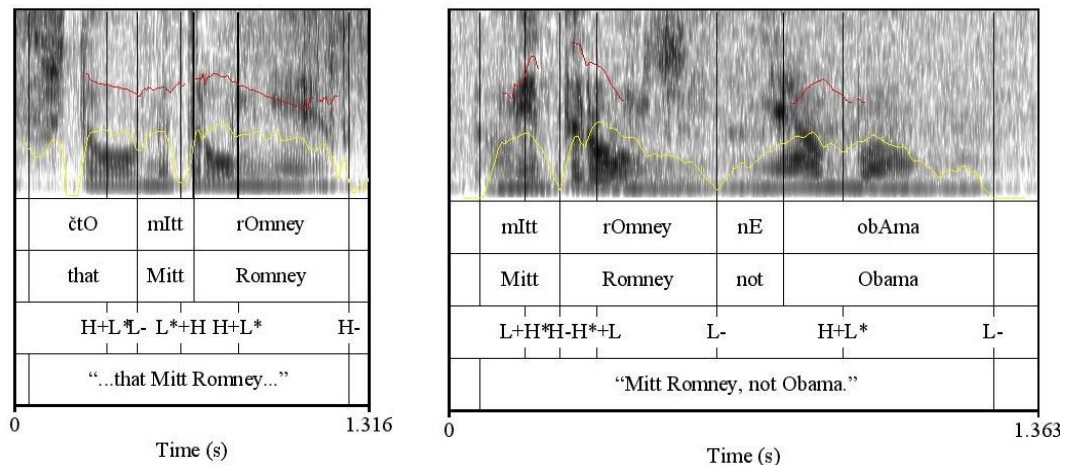 čtO mItt rOmney
that Mitt Romney
H+L* L- L*+H H+L* H-
“...that Mitt Romney...”
0 1.316
Time (s)
mItt rOmney nE obAma
Mitt Romney not Obama
L+H* H- H*+L L- H+L* L-
“Mitt Romney, not Obama.”
0 1.363
Time (s)